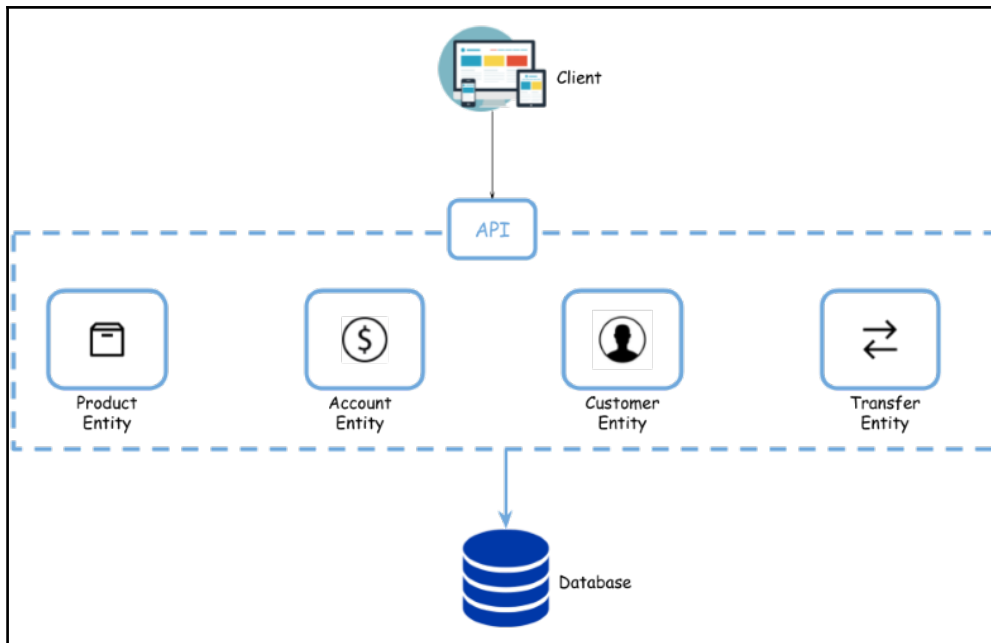 Client
API
Product
Entity
Account
Entity
Customer
Entity
Transfer
Entity
Database